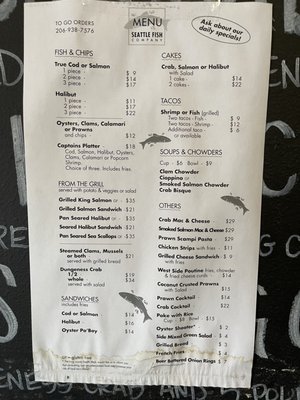 TO GO ORDERS
206-938-7576
MENU
SEATTLE FISH
COMPANY
Ask about our
daily specials!
FISH & CHIPS
True Cod or Salmon
1 piece - $ 9
2 piece - $14
3 piece - $17
Halibut
1 piece - $11
2 piece - $17
3 piece - $22
Oysters, Clams, Calamari
or Prawns
and chips $12
Captains Platter $18
Cod, Salmon, Halibut, Oysters,
Clams, Calamari or Popcorn
Shrimp.
Choice of three. Includes fries.
FROM THE GRILL
served with potato & veggies or salad
Grilled King Salmon or - $35
Grilled Salmon Sandwich $21
Pan Seared Halibut or - $35
Seared Halibut Sandwich $21
Pan Seared Sea Scallops or - $35
Steamed Clams, Mussels
or both $21
served with grilled bread
Dungeness Crab
1/2 $19
whole $34
served with salad
SANDWICHES
includes fries
Cod or Salmon $14
Halibut $16
Oyster Po'Boy $14
CAKES
Crab, Salmon or Halibut
with Salad
1 cake - $14
2 cakes - $22
TACOS
Shrimp or Fish (grilled)
Two Tacos - Fish - $ 9
Two Tacos - Shrimp - $12
Additional taco - $ 6
or available
SOUPS & CHOWDERS
Cup - $6 Bowl - $9
Clam Chowder
Cioppino
Smoked Salmon Chowder
Crab Bisque
OTHERS
Crab Mac & Cheese - $29
Smoked Salmon Mac & Cheese $29
Prawn Scampi Pasta - $29
Chicken Strips with fries - $11
Grilled Cheese Sandwich - $ 9
with fries
West Side Poutine fries, chowder
& fried cheese curds - $14
Coconut Crusted Prawns
with Salad $15
Prawn Cocktail $14
Crab Cocktail $22
Poke with Rice
Cup - $8 Bowl - $15
Oyster Shooter* $ 2
Side Mixed Green Salad $ 4
Grilled Bread $ 3
French Fries $ 4
Beer Battered Onion Rings $ 7